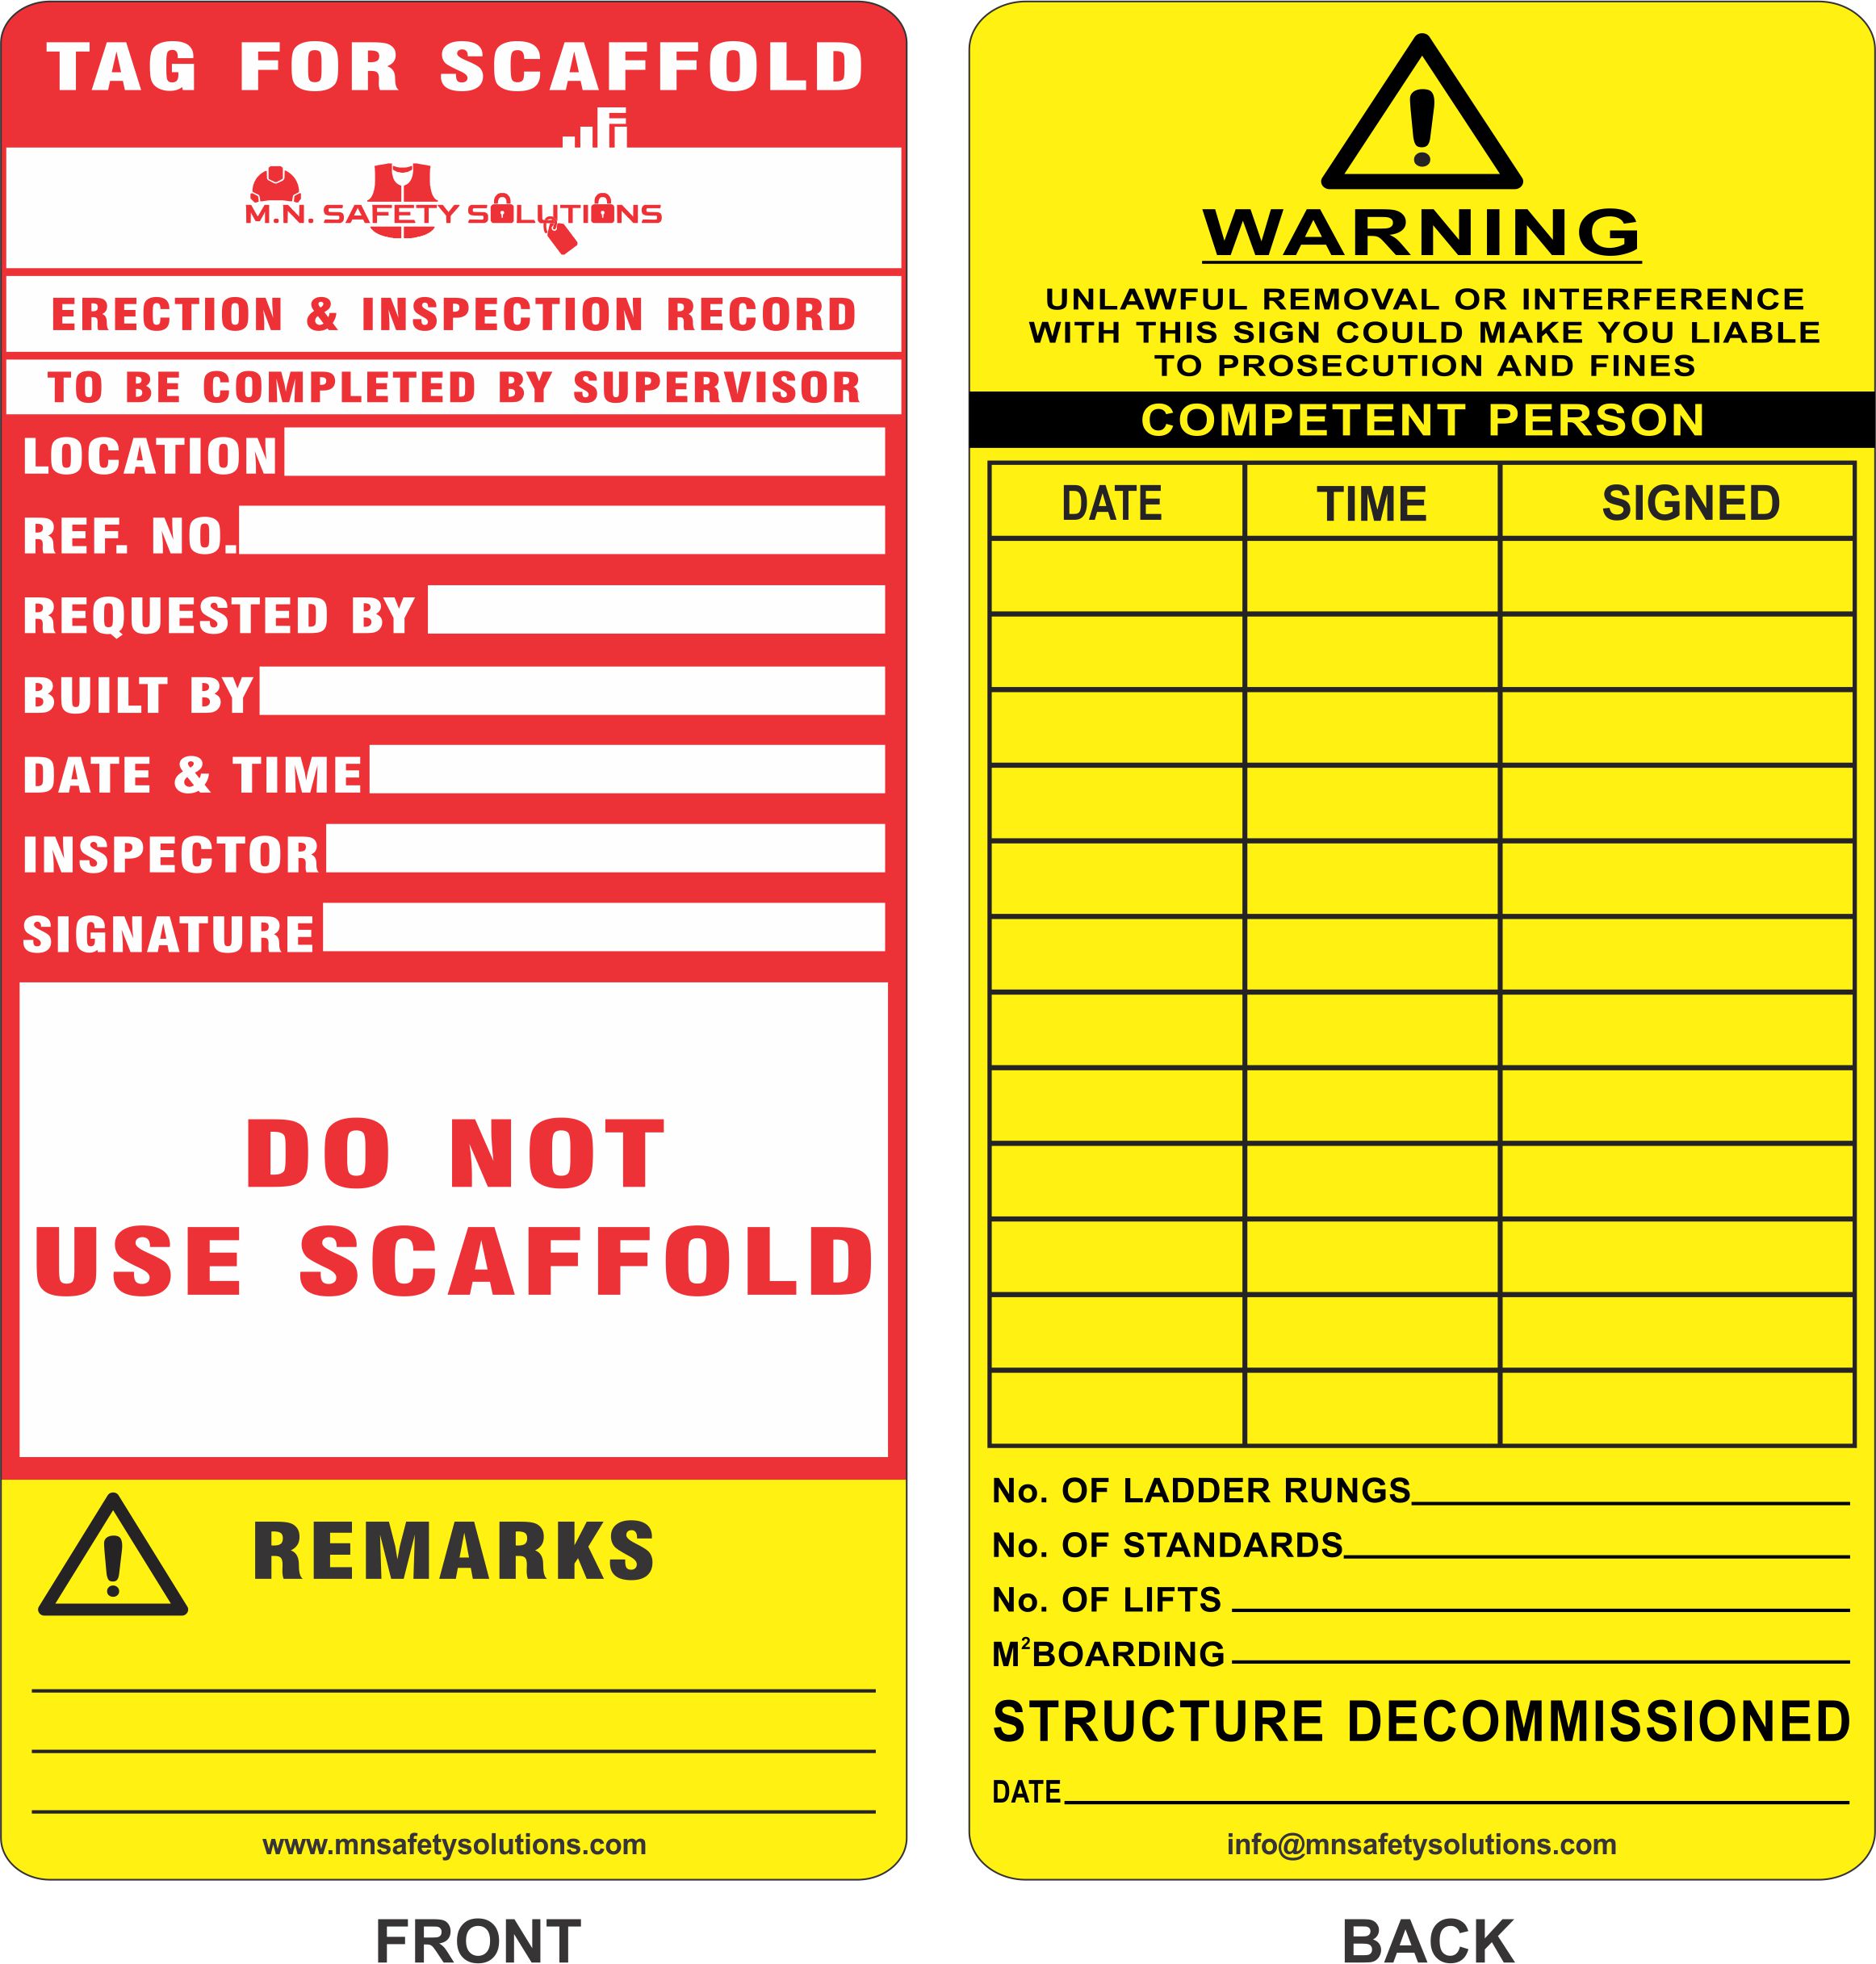 TAG FOR SCAFFOLD
M.N. SAFETY SOLUTIONS
ERECTION & INSPECTION RECORD
TO BE COMPLETED BY SUPERVISOR
LOCATION
REF. NO.
REQUESTED BY
BUILT BY
DATE & TIME
INSPECTOR
SIGNATURE
DO NOT
USE SCAFFOLD
REMARKS
www.mnsafetysolutions.com
FRONT
WARNING
UNLAWFUL REMOVAL OR INTERFERENCE
WITH THIS SIGN COULD MAKE YOU LIABLE
TO PROSECUTION AND FINES
COMPETENT PERSON
DATE TIME SIGNED
No. OF LADDER RUNGS
No. OF STANDARDS
No. OF LIFTS
M²BOARDING
STRUCTURE DECOMMISSIONED
DATE
info@mnsafetysolutions.com
BACK